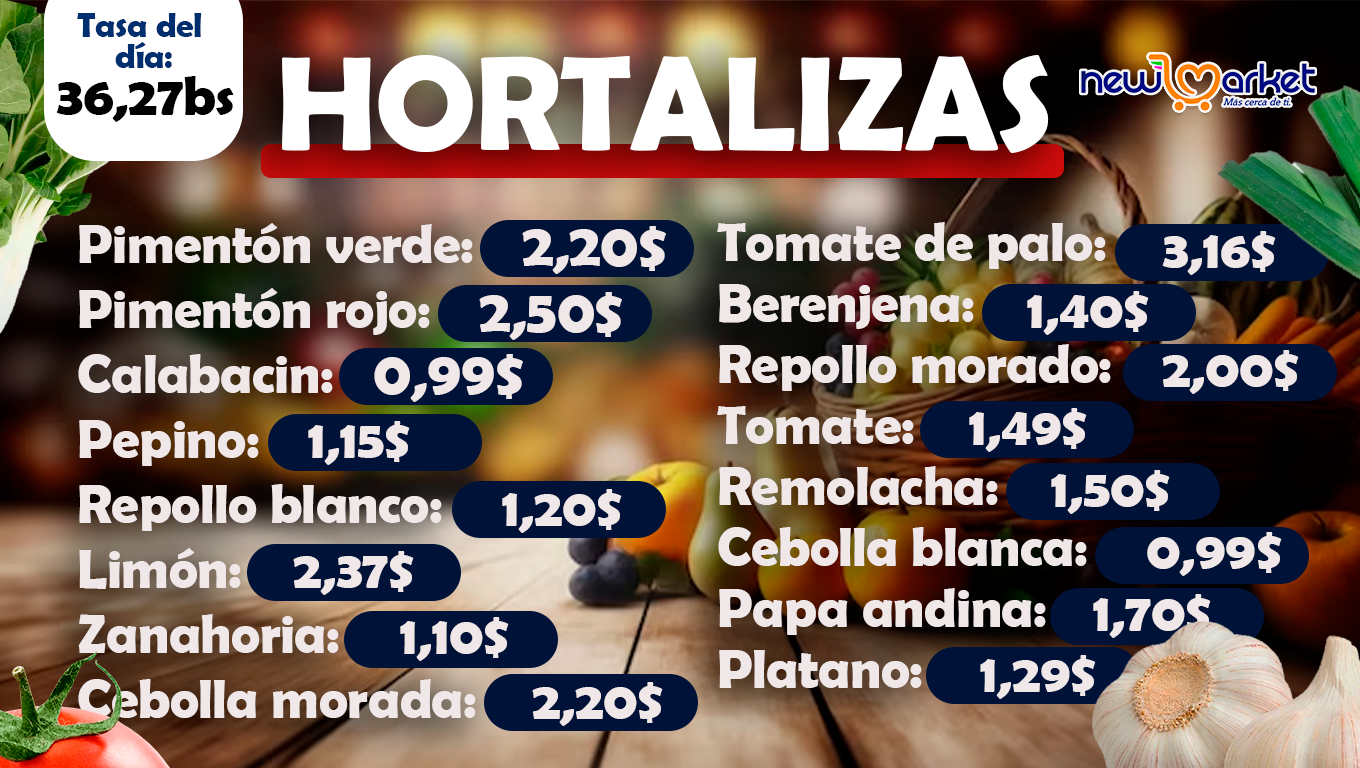 Tasa del
día:
36,27bs
HORTALIZAS
new market
Más cerca de ti.
Pimentón verde: 2,20$
Pimentón rojo: 2,50$
Calabacin: 0,99$
Pepino: 1,15$
Repollo blanco: 1,20$
Limón: 2,37$
Zanahoria: 1,10$
Cebolla morada: 2,20$
Tomate de palo: 3,16$
Berenjena: 1,40$
Repollo morado: 2,00$
Tomate: 1,49$
Remolacha: 1,50$
Cebolla blanca: 0,99$
Papa andina: 1,70$
Platano: 1,29$